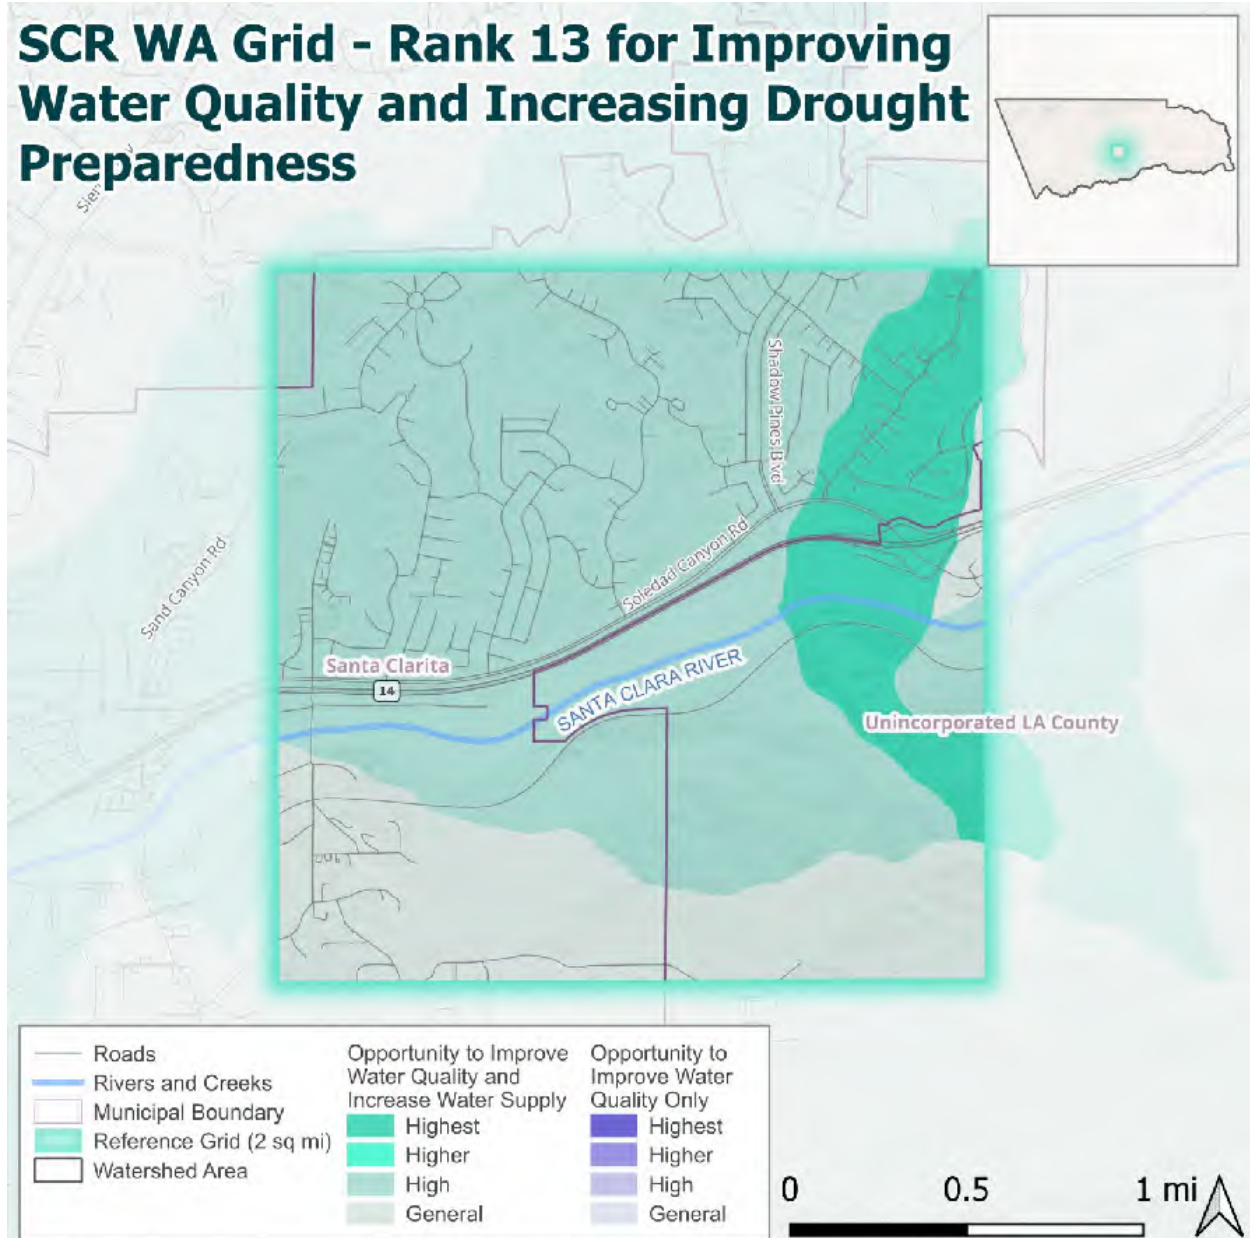 SCR WA Grid - Rank 13 for Improving
Water Quality and Increasing Drought
Preparedness
Shadow Pines Blvd
Sand Canyon Rd
Soledad Canyon Rd
Santa Clarita
14
SANTA CLARA RIVER
Unincorporated LA County
Roads
Rivers and Creeks
Municipal Boundary
Reference Grid (2 sq mi)
Watershed Area
Opportunity to Improve
Water Quality and
Increase Water Supply
Highest
Higher
High
General
Opportunity to
Improve Water
Quality Only
Highest
Higher
High
General
0 0.5 1 mi